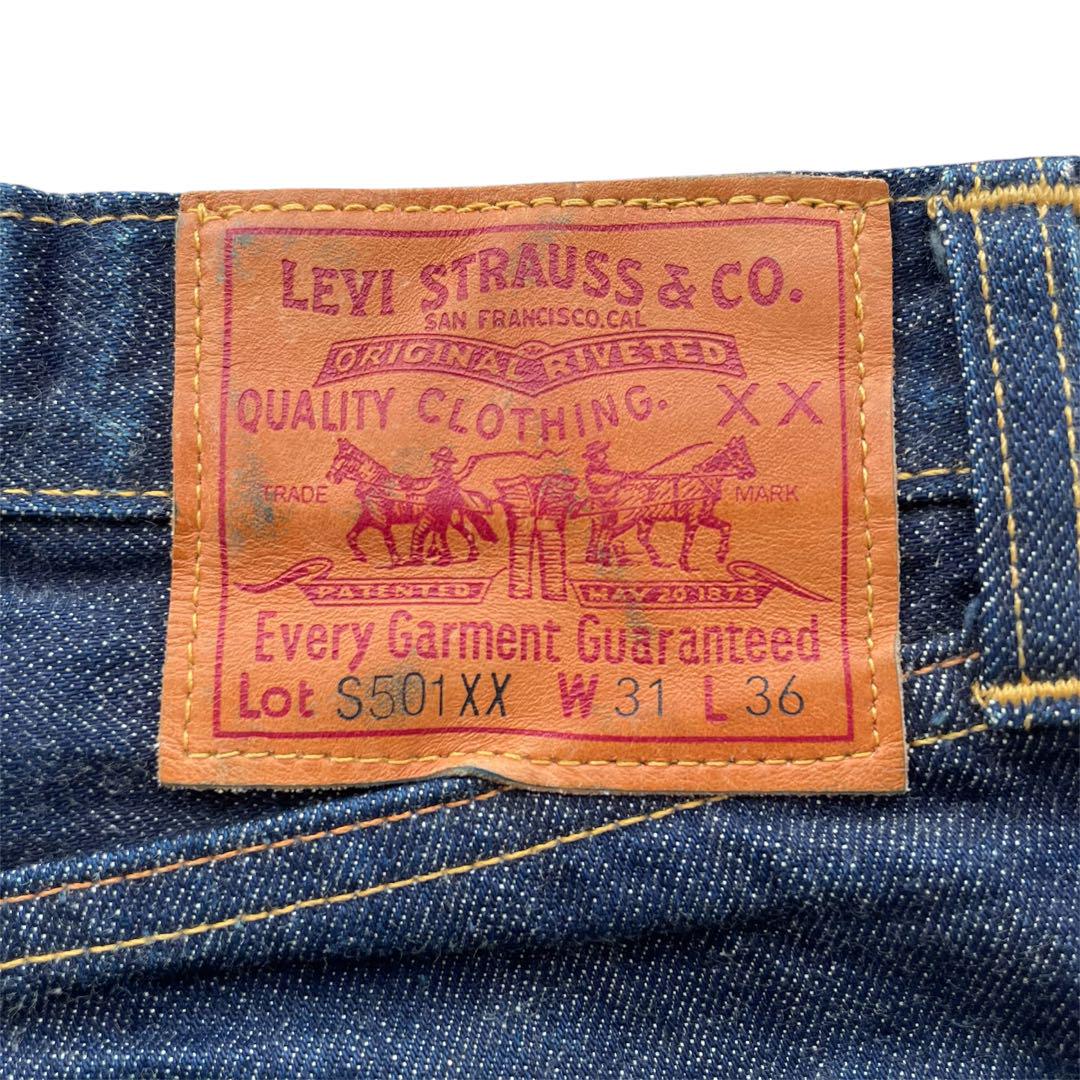 LEVI STRAUSS & CO.
SAN FRANCISCO.CAL
ORIGINAL RIVETED
QUALITY CLOTHING. XX
TRADE MARK
PATENTED MAY 20.1873
Every Garment Guaranteed
Lot S501XX W 31 L 36